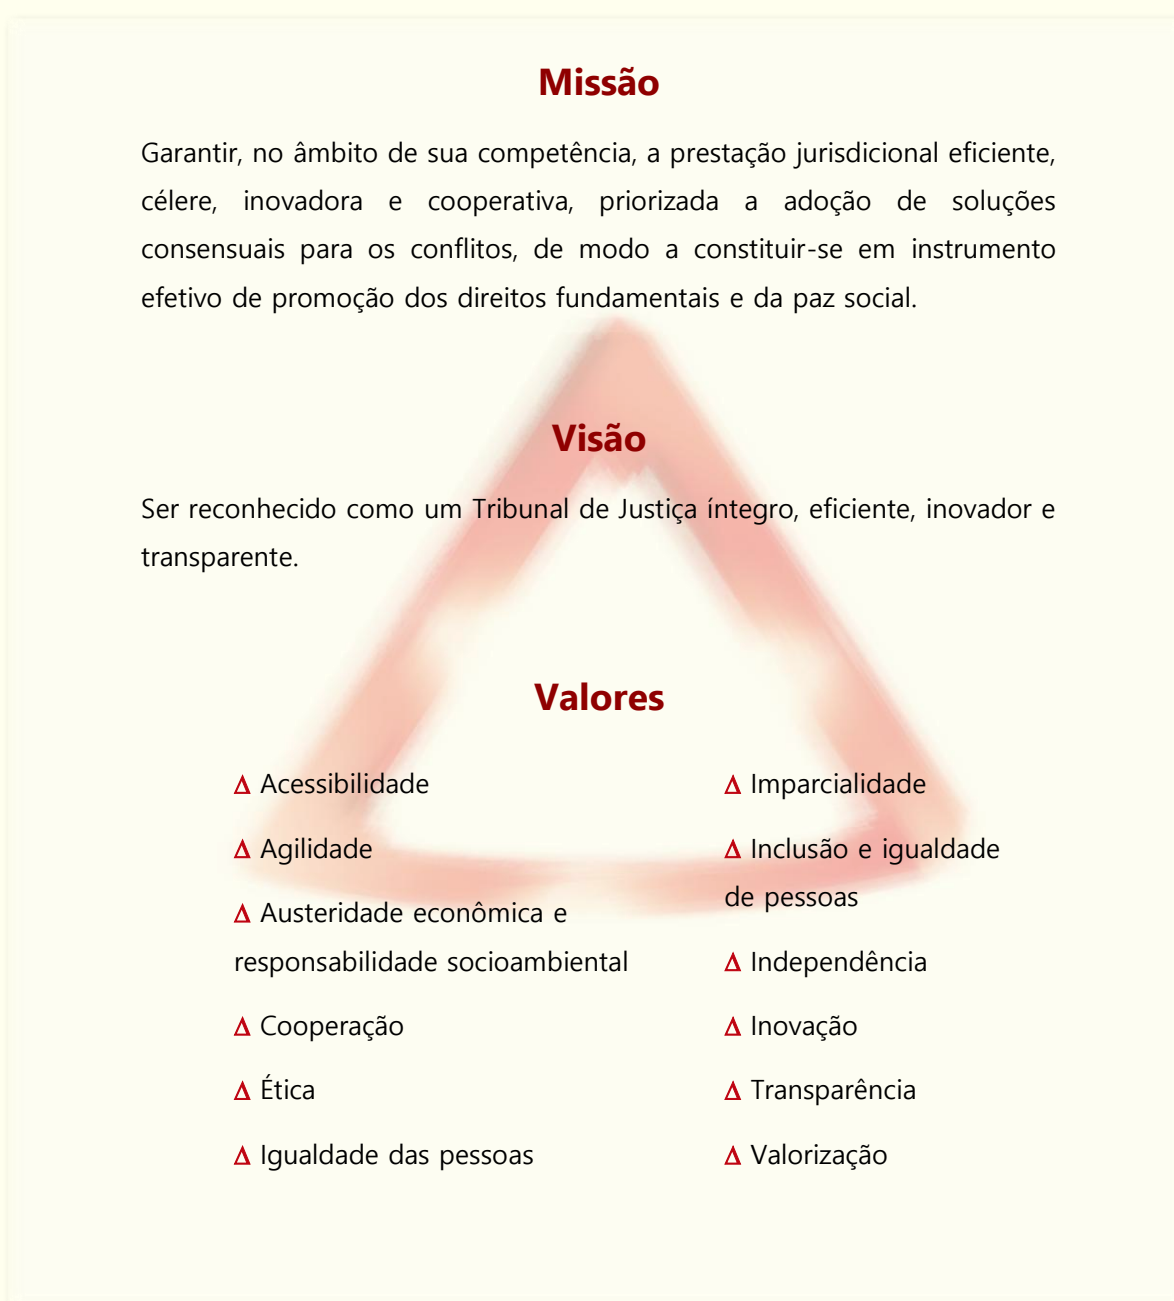 Missão
Garantir, no âmbito de sua competência, a prestação jurisdicional eficiente,
célere, inovadora e cooperativa, priorizada a adoção de soluções
consensuais para os conflitos, de modo a constituir-se em instrumento
efetivo de promoção dos direitos fundamentais e da paz social.
Visão
Ser reconhecido como um Tribunal de Justiça íntegro, eficiente, inovador e
transparente.
Valores
Δ Acessibilidade
Δ Agilidade
Δ Austeridade econômica e
responsabilidade socioambiental
Δ Cooperação
Δ Ética
Δ Igualdade das pessoas
Δ Imparcialidade
Δ Inclusão e igualdade
de pessoas
Δ Independência
Δ Inovação
Δ Transparência
Δ Valorização